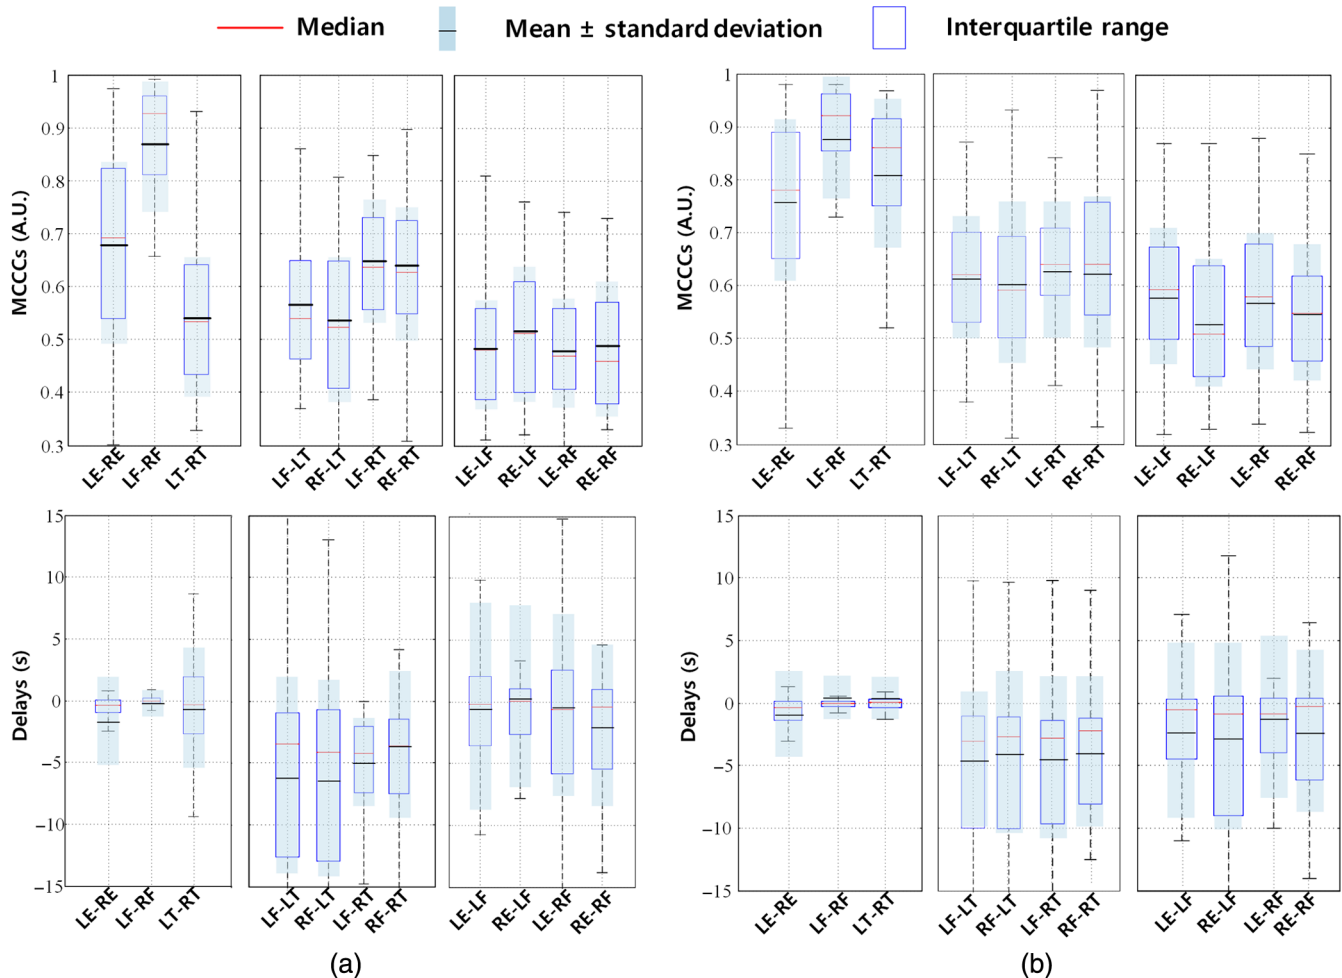 Median Mean ± standard deviation Interquartile range
MCCCs (A.U.)
1
0.9
0.8
0.7
0.6
0.5
0.4
0.3
LE-RE LF-RF LT-RT
LF-LT RF-LT LF-RT RF-RT
LE-LF RE-LF LE-RF RE-RF
MCCCs (A.U.)
1
0.9
0.8
0.7
0.6
0.5
0.4
0.3
LE-RE LF-RF LT-RT
LF-LT RF-LT LF-RT RF-RT
LE-LF RE-LF LE-RF RE-RF
Delays (s)
15
10
5
0
−5
−10
−15
LE-RE LF-RF LT-RT
LF-LT RF-LT LF-RT RF-RT
LE-LF RE-LF LE-RF RE-RF
Delays (s)
15
10
5
0
−5
−10
−15
LE-RE LF-RF LT-RT
LF-LT RF-LT LF-RT RF-RT
LE-LF RE-LF LE-RF RE-RF
(a) (b)